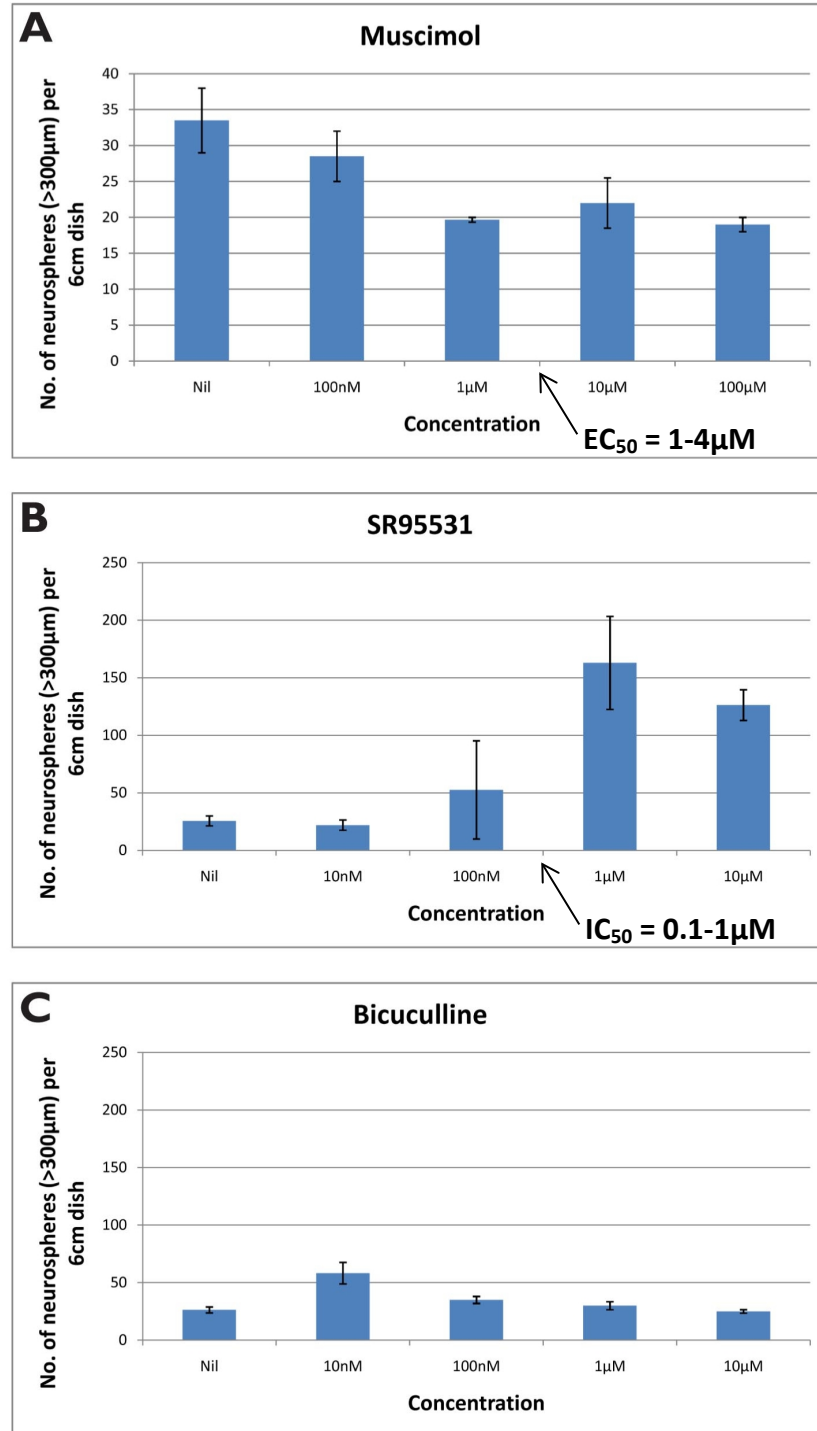 A
Muscimol
No. of neurospheres (>300µm) per
6cm dish
40
35
30
25
20
15
10
5
0
Nil 100nM 1µM 10µM 100µM
Concentration
EC50 = 1-4µM
B
SR95531
No. of neurospheres (>300µm) per
6cm dish
250
200
150
100
50
0
Nil 10nM 100nM 1µM 10µM
Concentration
IC50 = 0.1-1µM
C
Bicuculline
No. of neurospheres (>300µm) per
6cm dish
250
200
150
100
50
0
Nil 10nM 100nM 1µM 10µM
Concentration